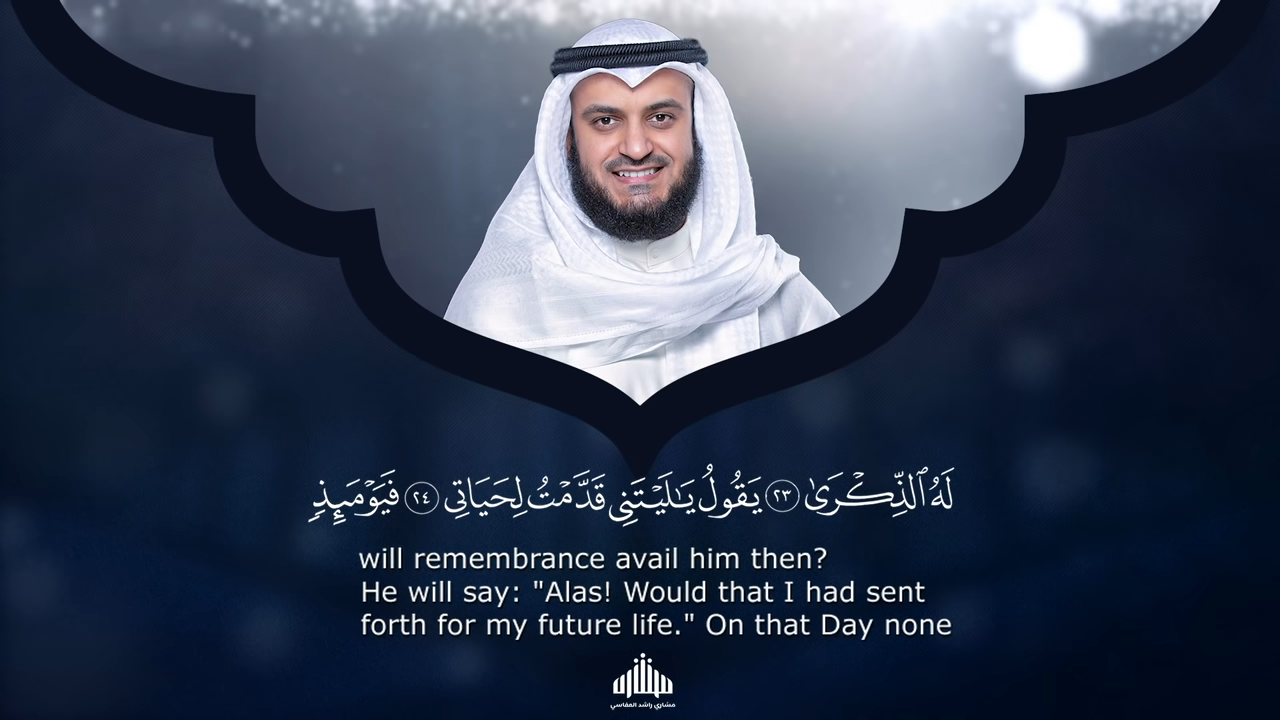 لَهُ ٱلذِّكْرَىٰ ٢٣ يَقُولُ يَـٰلَيْتَنِى قَدَّمْتُ لِحَيَاتِى ٢٤ فَيَوْمَئِذٍ
will remembrance avail him then?
He will say: "Alas! Would that I had sent
forth for my future life." On that Day none
مشاري راشد العفاسي